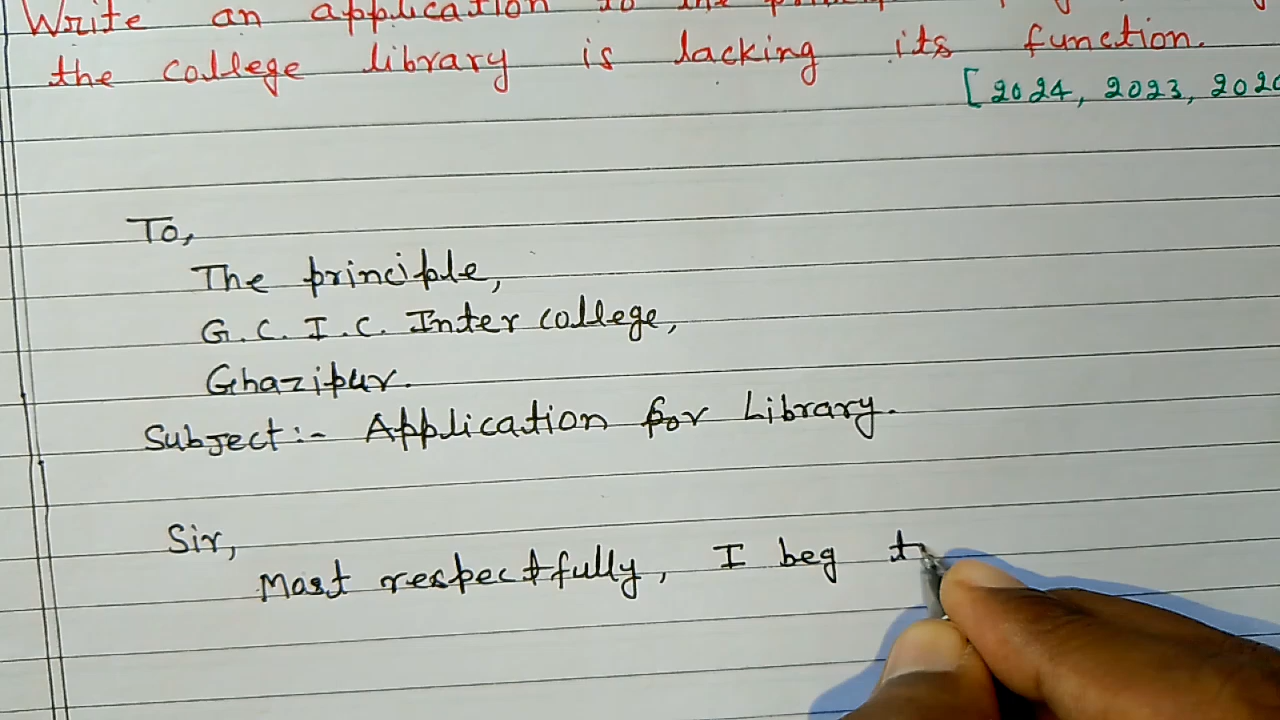 Write an application to the
the college library is lacking its function.
[2024, 2023, 2020
To,
The principle,
G.C.I.C. Inter college,
Ghazipur.
Subject:- Application for Library.
Sir,
Most respectfully, I beg t